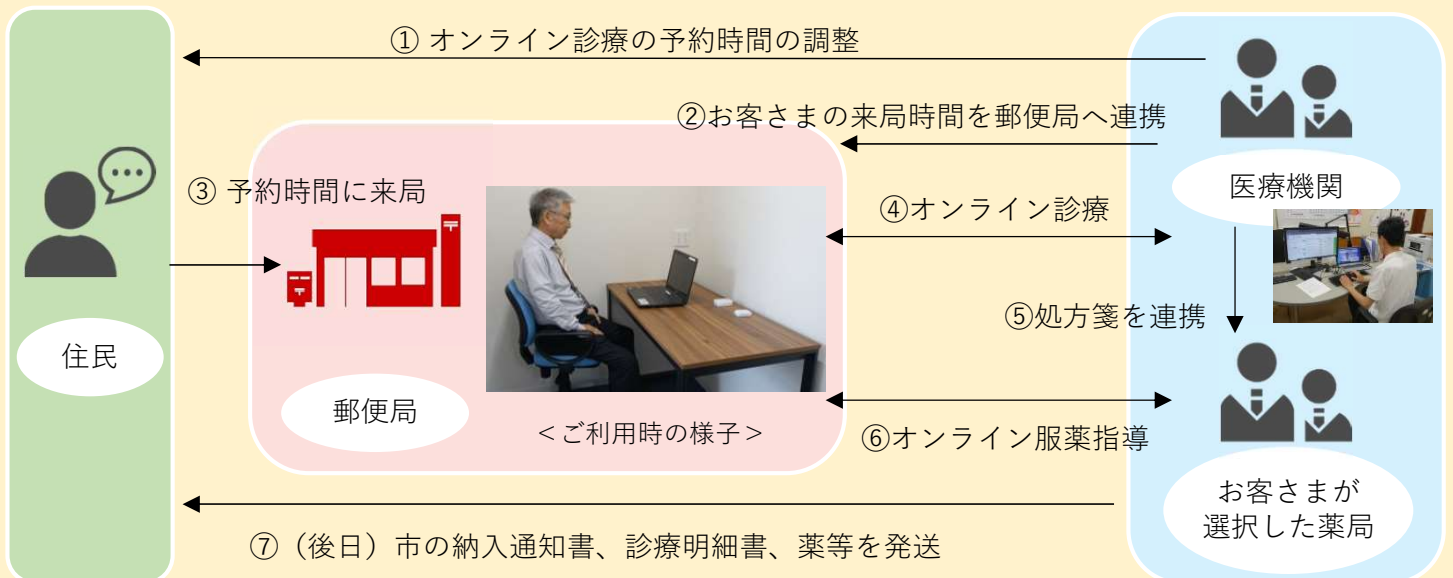 ① オンライン診療の予約時間の調整
②お客さまの来局時間を郵便局へ連携
医療機関
③ 予約時間に来局
④オンライン診療
⑤処方箋を連携
住民
郵便局
＜ご利用時の様子＞
⑥オンライン服薬指導
お客さまが
選択した薬局
⑦（後日）市の納入通知書、診療明細書、薬等を発送